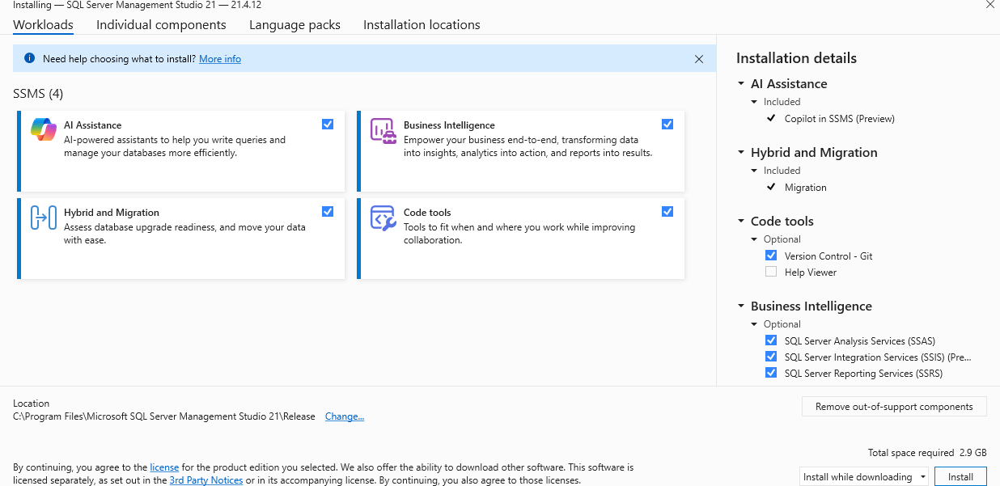 Installing — SQL Server Management Studio 21 — 21.4.12
Workloads
Individual components
Language packs
Installation locations
Need help choosing what to install? More info
SSMS (4)
AI Assistance
AI-powered assistants to help you write queries and
manage your databases more efficiently.
Business Intelligence
Empower your business end-to-end, transforming data
into insights, analytics into action, and reports into results.
Hybrid and Migration
Assess database upgrade readiness, and move your data
with ease.
Code tools
Tools to fit when and where you work while improving
collaboration.
Installation details
AI Assistance
Included
Copilot in SSMS (Preview)
Hybrid and Migration
Included
Migration
Code tools
Optional
Version Control - Git
Help Viewer
Business Intelligence
Optional
SQL Server Analysis Services (SSAS)
SQL Server Integration Services (SSIS) (Pre...
SQL Server Reporting Services (SSRS)
Location
C:\Program Files\Microsoft SQL Server Management Studio 21\Release Change...
Remove out-of-support components
Total space required 2.9 GB
By continuing, you agree to the license for the product edition you selected. We also offer the ability to download other software. This software is
licensed separately, as set out in the 3rd Party Notices or in its accompanying license. By continuing, you also agree to those licenses.
Install while downloading
Install